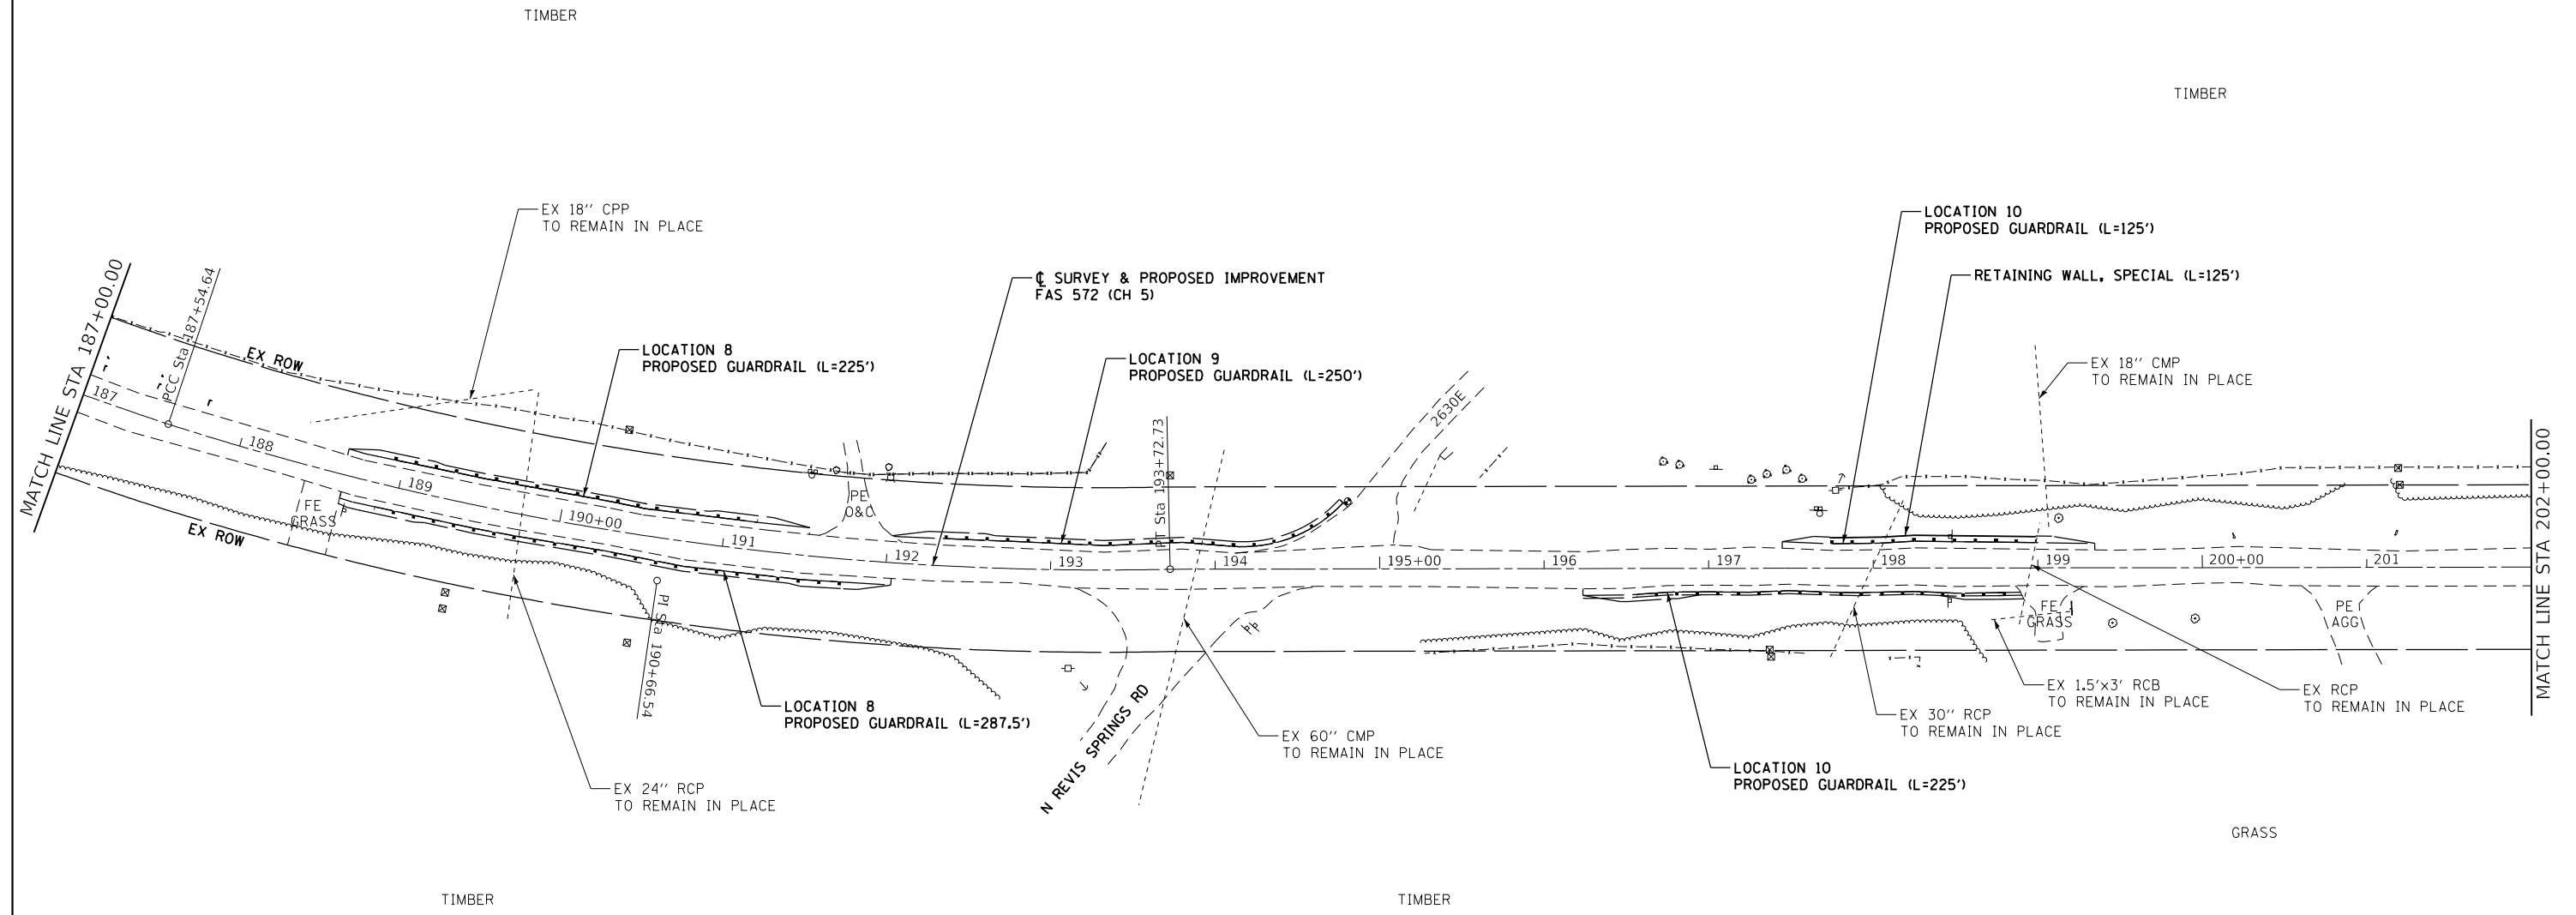 TIMBER
TIMBER
EX 18'' CPP
TO REMAIN IN PLACE
LOCATION 10
PROPOSED GUARDRAIL (L=125')
RETAINING WALL, SPECIAL (L=125')
℄ SURVEY & PROPOSED IMPROVEMENT
FAS 572 (CH 5)
MATCH LINE STA 187+00.00
PCC Sta 187+54.64
EX ROW
LOCATION 8
PROPOSED GUARDRAIL (L=225')
LOCATION 9
PROPOSED GUARDRAIL (L=250')
EX 18'' CMP
TO REMAIN IN PLACE
2630E
PT Sta 193+72.73
187
188
189
190+00
191
192
193
194
195+00
196
197
198
199
200+00
201
MATCH LINE STA 202+00.00
PE
O&C
FE
GRASS
EX ROW
PI Sta 190+66.54
FE
GRASS
PE
AGG
LOCATION 8
PROPOSED GUARDRAIL (L=287.5')
N REVIS SPRINGS RD
EX 60'' CMP
TO REMAIN IN PLACE
EX 1.5'x3' RCB
TO REMAIN IN PLACE
EX RCP
TO REMAIN IN PLACE
EX 30'' RCP
TO REMAIN IN PLACE
LOCATION 10
PROPOSED GUARDRAIL (L=225')
EX 24'' RCP
TO REMAIN IN PLACE
GRASS
TIMBER
TIMBER